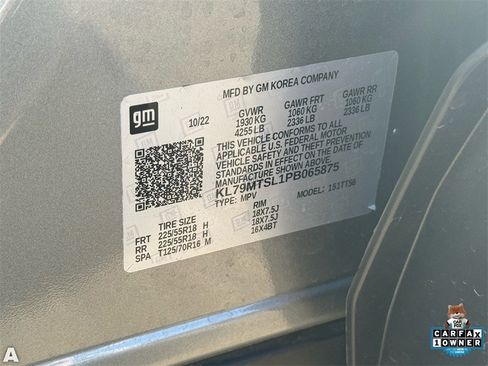 MFD BY GM KOREA COMPANY
gm
10/22 GVWR GAWR FRT GAWR RR
1930 KG 1060 KG 1060 KG
4255 LB 2336 LB 2336 LB
THIS VEHICLE CONFORMS TO ALL
APPLICABLE U.S. FEDERAL MOTOR
VEHICLE SAFETY, BUMPER, AND
THEFT PREVENTION STANDARDS IN
EFFECT ON THE DATE OF
MANUFACTURE SHOWN ABOVE.
KL79MTSL1PB065875
TYPE: MPV MODEL: 1S1TT56
TIRE SIZE RIM
FRT 225/55R18 H 18X7.5J
RR 225/55R18 H 18X7.5J
SPA T125/70R16 M 16X4BT
A
CARFAX
1 OWNER